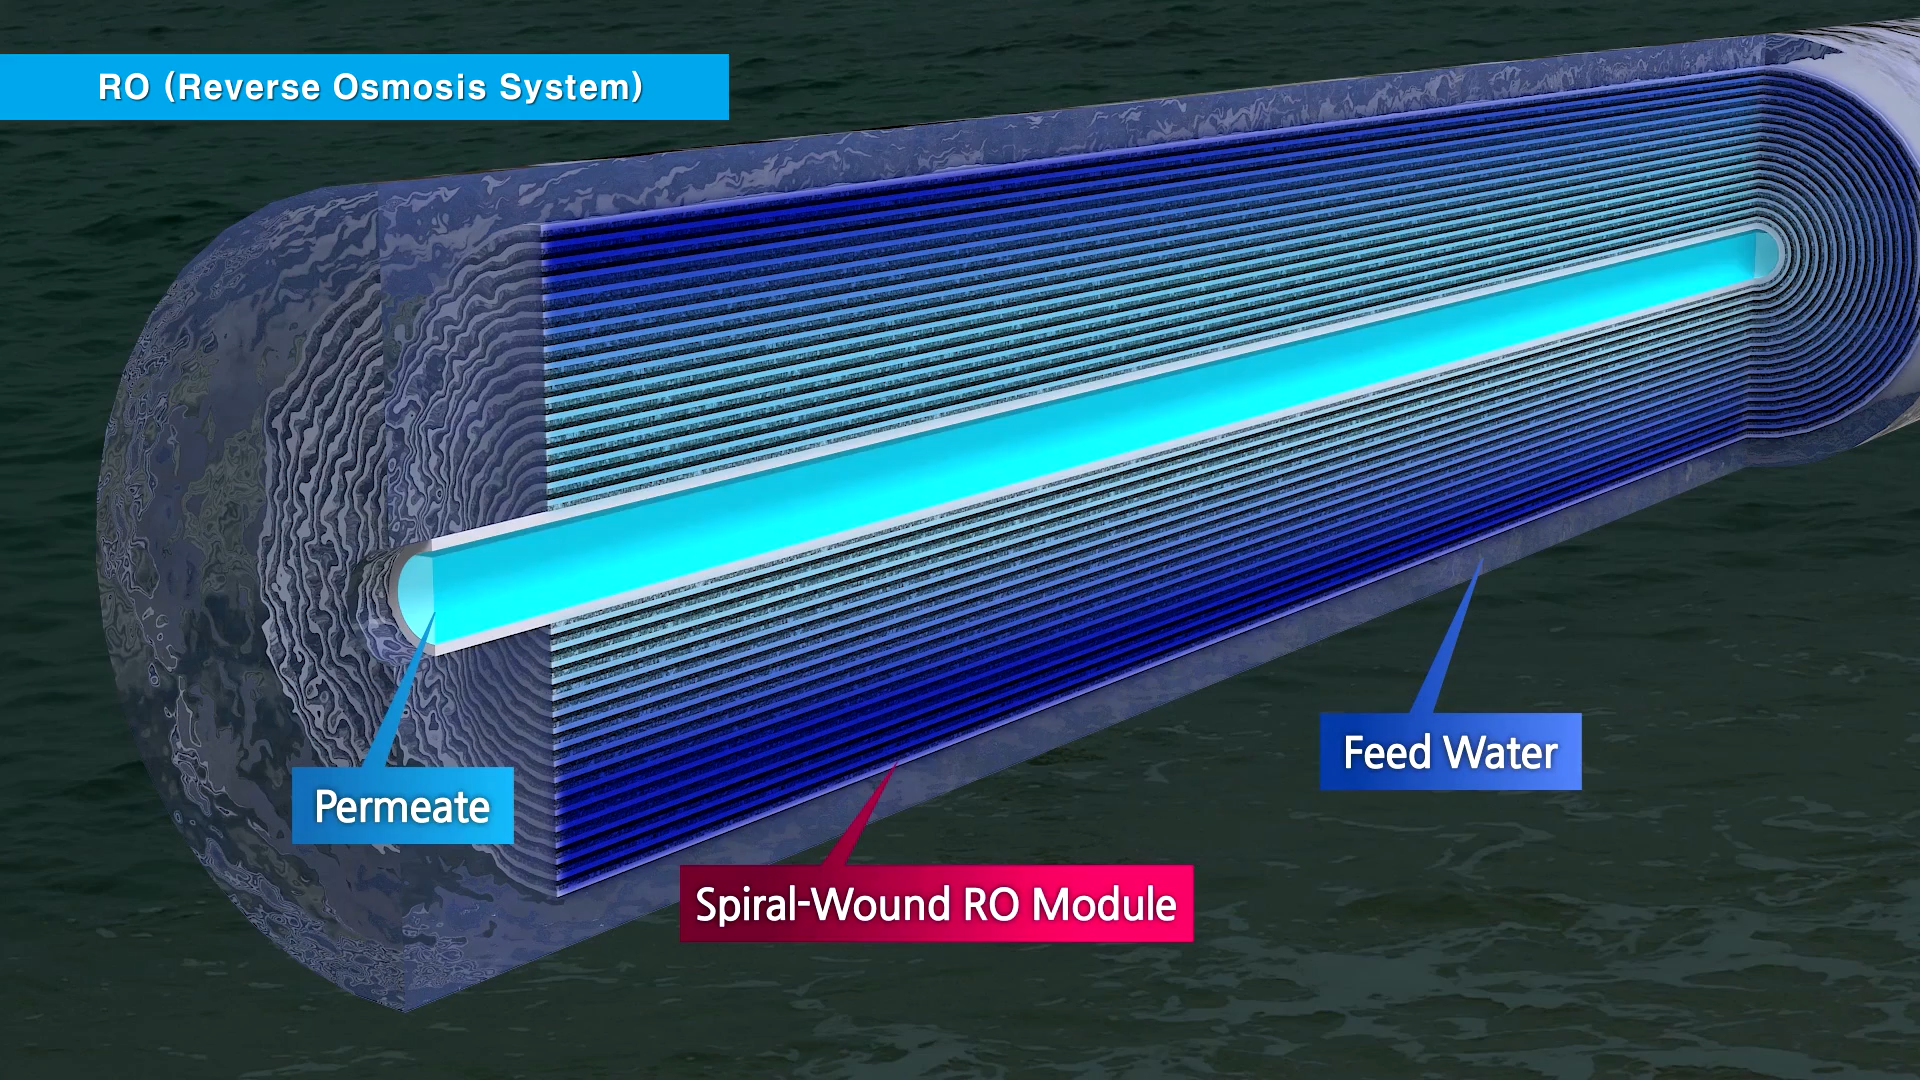 RO (Reverse Osmosis System)
Feed Water
Permeate
Spiral-Wound RO Module